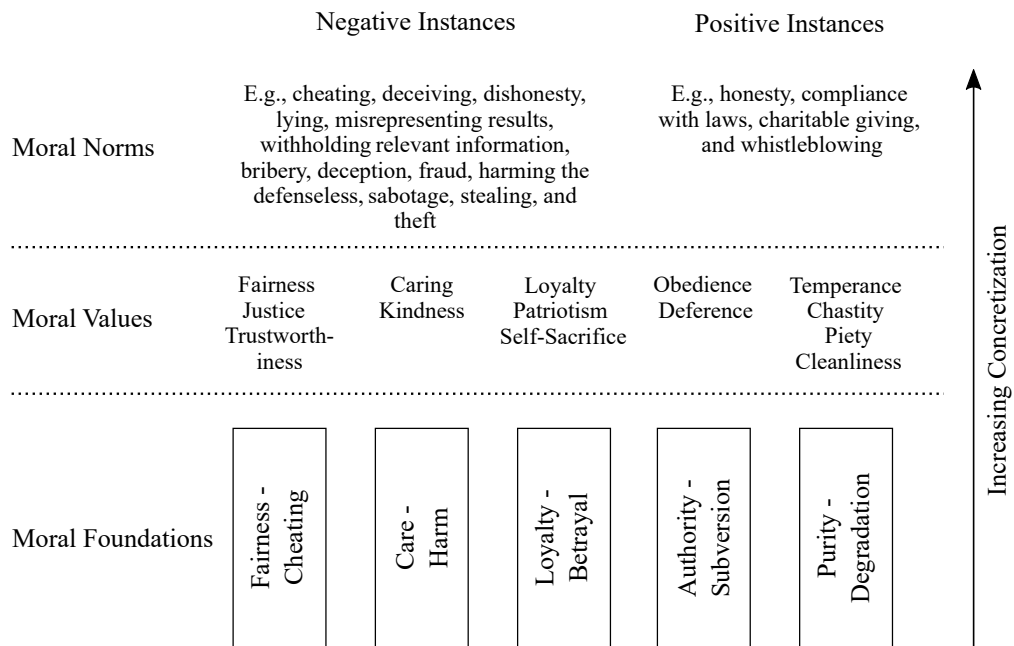 Negative Instances
Positive Instances
Moral Norms
E.g., cheating, deceiving, dishonesty,
lying, misrepresenting results,
withholding relevant information,
bribery, deception, fraud, harming the
defenseless, sabotage, stealing, and
theft
E.g., honesty, compliance
with laws, charitable giving,
and whistleblowing
Moral Values
Fairness
Justice
Trustworth-
iness
Caring
Kindness
Loyalty
Patriotism
Self-Sacrifice
Obedience
Deference
Temperance
Chastity
Piety
Cleanliness
Moral Foundations
Fairness -
Cheating
Care -
Harm
Loyalty -
Betrayal
Authority -
Subversion
Purity -
Degradation
Increasing Concretization